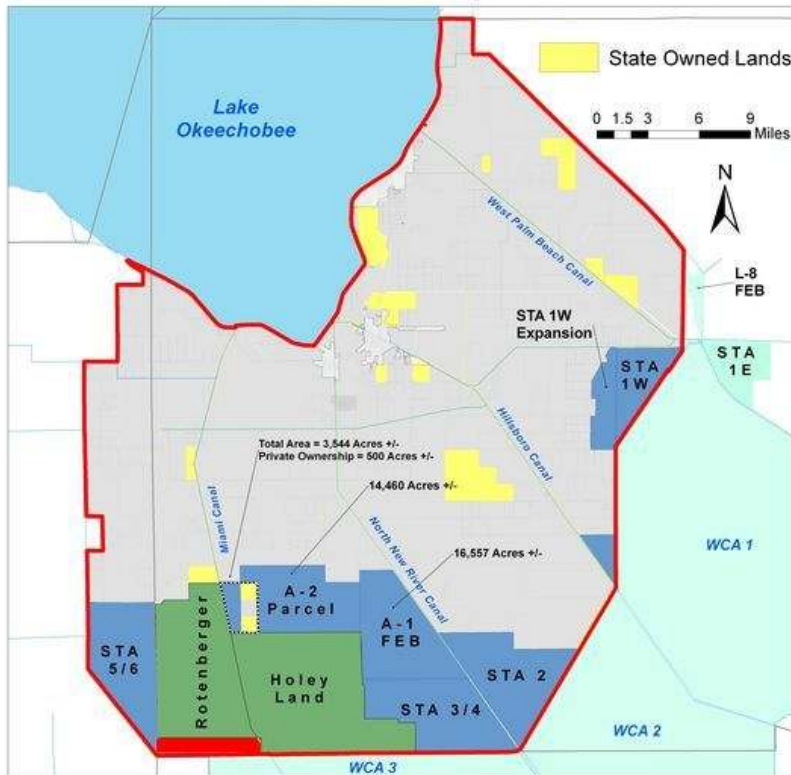 State Owned Lands
0 1.5 3 6 9
Miles
N
Lake
Okeechobee
West Palm Beach Canal
L-8
FEB
STA 1W
Expansion
STA
1W
STA
1E
Hillsboro Canal
Total Area = 3,544 Acres +/-
Private Ownership = 500 Acres +/-
14,460 Acres +/-
Miami Canal
North New River Canal
16,557 Acres +/-
WCA 1
A-2
Parcel
A-1
FEB
Rotenberger
Holey
Land
STA
5/6
STA 2
STA 3/4
WCA 2
WCA 3